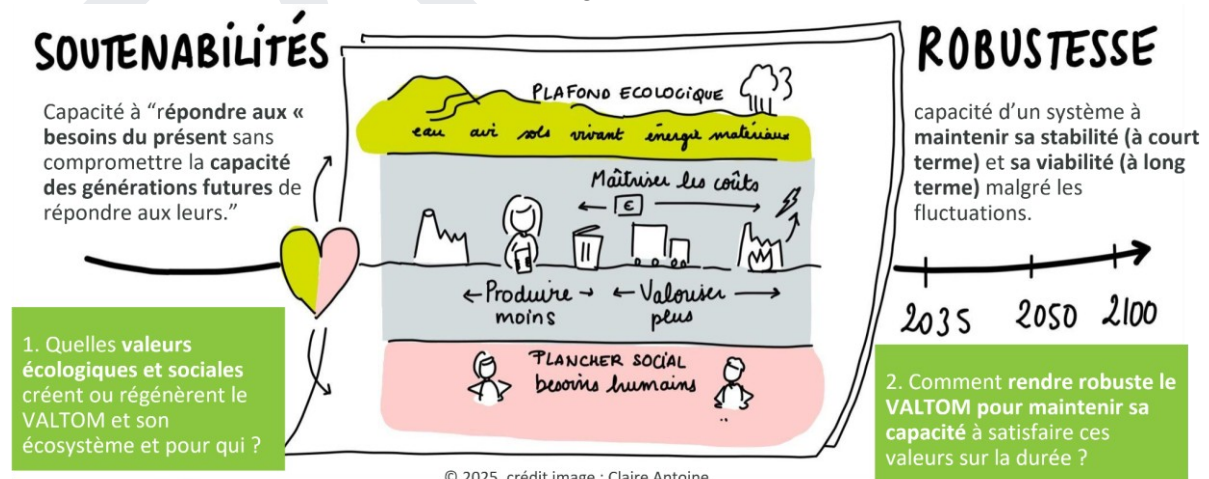 SOUTENABILITÉS
Capacité à “répondre aux «
besoins du présent sans
compromettre la capacité
des générations futures de
répondre aux leurs.”
1. Quelles valeurs
écologiques et sociales
créent ou régénèrent le
VALTOM et son
écosystème et pour qui ?
PLAFOND ECOLOGIQUE
eau air sols vivant énergie matériaux
Maîtriser les coûts
€
←Produire→ ←Valoriser→
moins plus
PLANCHER SOCIAL
besoins humains
© 2025, crédit image : Claire Antoine
ROBUSTESSE
capacité d’un système à
maintenir sa stabilité (à court
terme) et sa viabilité (à long
terme) malgré les
fluctuations.
2035 2050 2100
2. Comment rendre robuste le
VALTOM pour maintenir sa
capacité à satisfaire ces
valeurs sur la durée ?